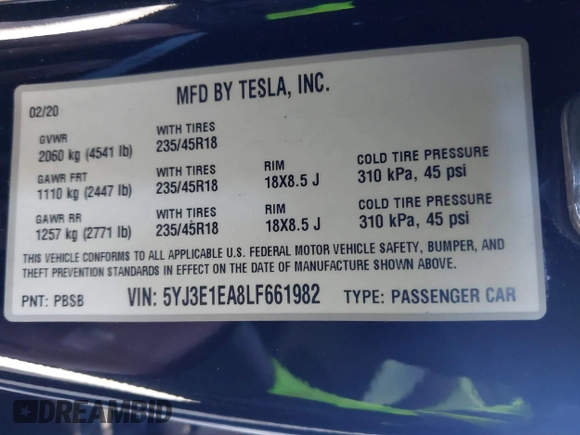 MFD BY TESLA, INC.
02/20
GVWR WITH TIRES
2060 kg (4541 lb) 235/45R18
GAWR FRT WITH TIRES RIM COLD TIRE PRESSURE
1110 kg (2447 lb) 235/45R18 18X8.5 J 310 kPa, 45 psi
GAWR RR WITH TIRES RIM COLD TIRE PRESSURE
1257 kg (2771 lb) 235/45R18 18X8.5 J 310 kPa, 45 psi
THIS VEHICLE CONFORMS TO ALL APPLICABLE U.S. FEDERAL MOTOR VEHICLE SAFETY, BUMPER, AND
THEFT PREVENTION STANDARDS IN EFFECT ON THE DATE OF MANUFACTURE SHOWN ABOVE.
PNT: PBSB VIN: 5YJ3E1EA8LF661982 TYPE: PASSENGER CAR
DREAMBID